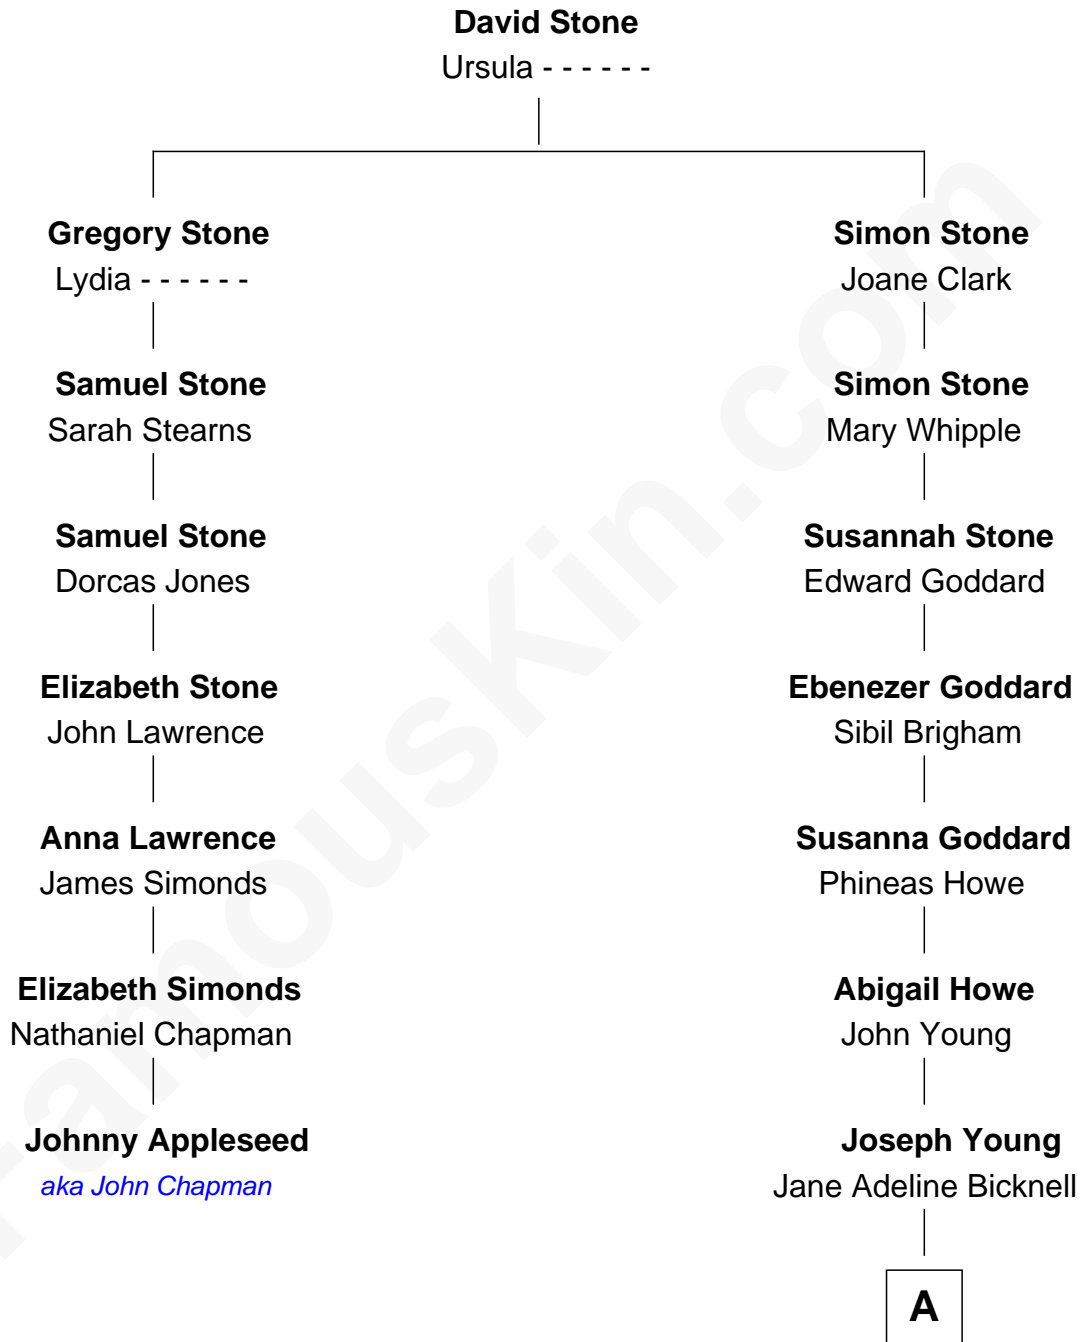 David Stone
Ursula - - - - - -
Gregory Stone
Lydia - - - - - -
Simon Stone
Joane Clark
Samuel Stone
Sarah Stearns
Simon Stone
Mary Whipple
Samuel Stone
Dorcas Jones
Susannah Stone
Edward Goddard
Elizabeth Stone
John Lawrence
Ebenezer Goddard
Sibil Brigham
Anna Lawrence
James Simonds
Susanna Goddard
Phineas Howe
Elizabeth Simonds
Nathaniel Chapman
Abigail Howe
John Young
Johnny Appleseed
aka John Chapman
Joseph Young
Jane Adeline Bicknell
A
FamousKin.com